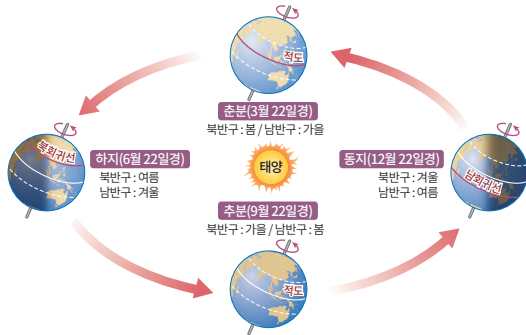 적도
춘분(3월 22일경)
북반구 : 봄 / 남반구 : 가을
북회귀선
하지(6월 22일경)
북반구 : 여름
남반구 : 겨울
태양
동지(12월 22일경)
북반구 : 겨울
남반구 : 여름
남회귀선
추분(9월 22일경)
북반구 : 가을 / 남반구 : 봄
적도